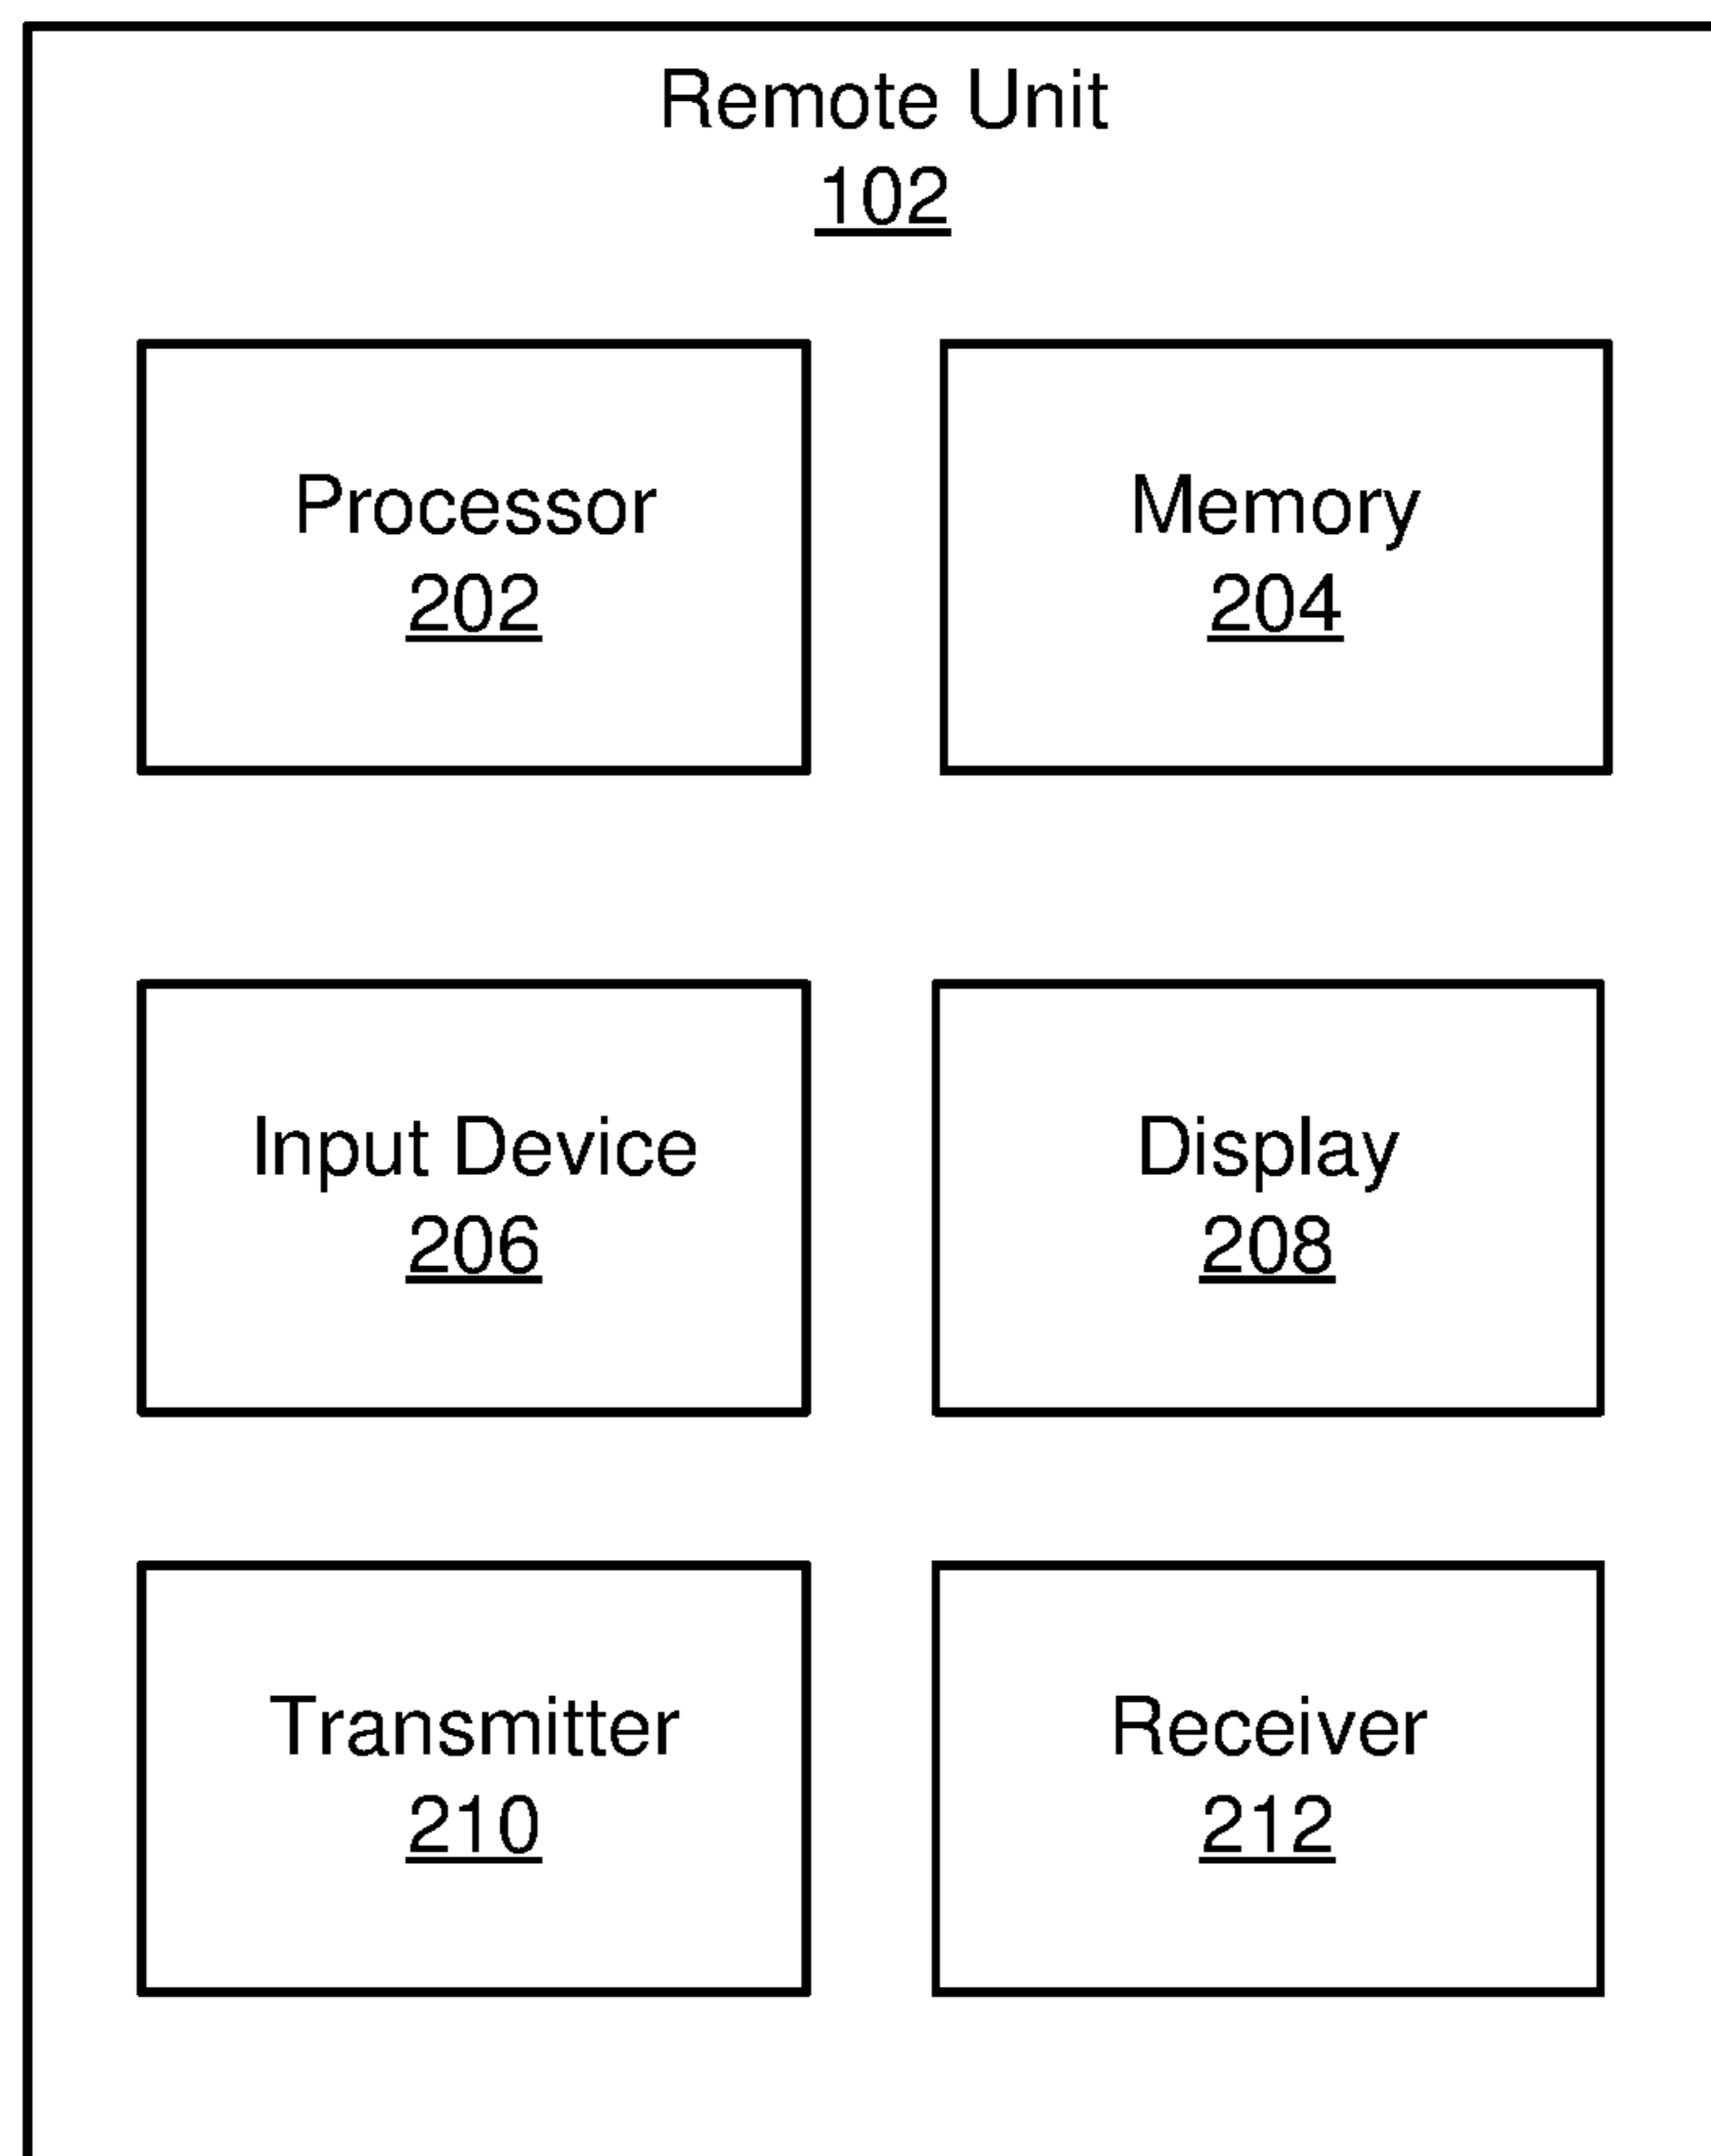 Remote Unit
102
Processor
202
Memory
204
Input Device
206
Display
208
Transmitter
210
Receiver
212